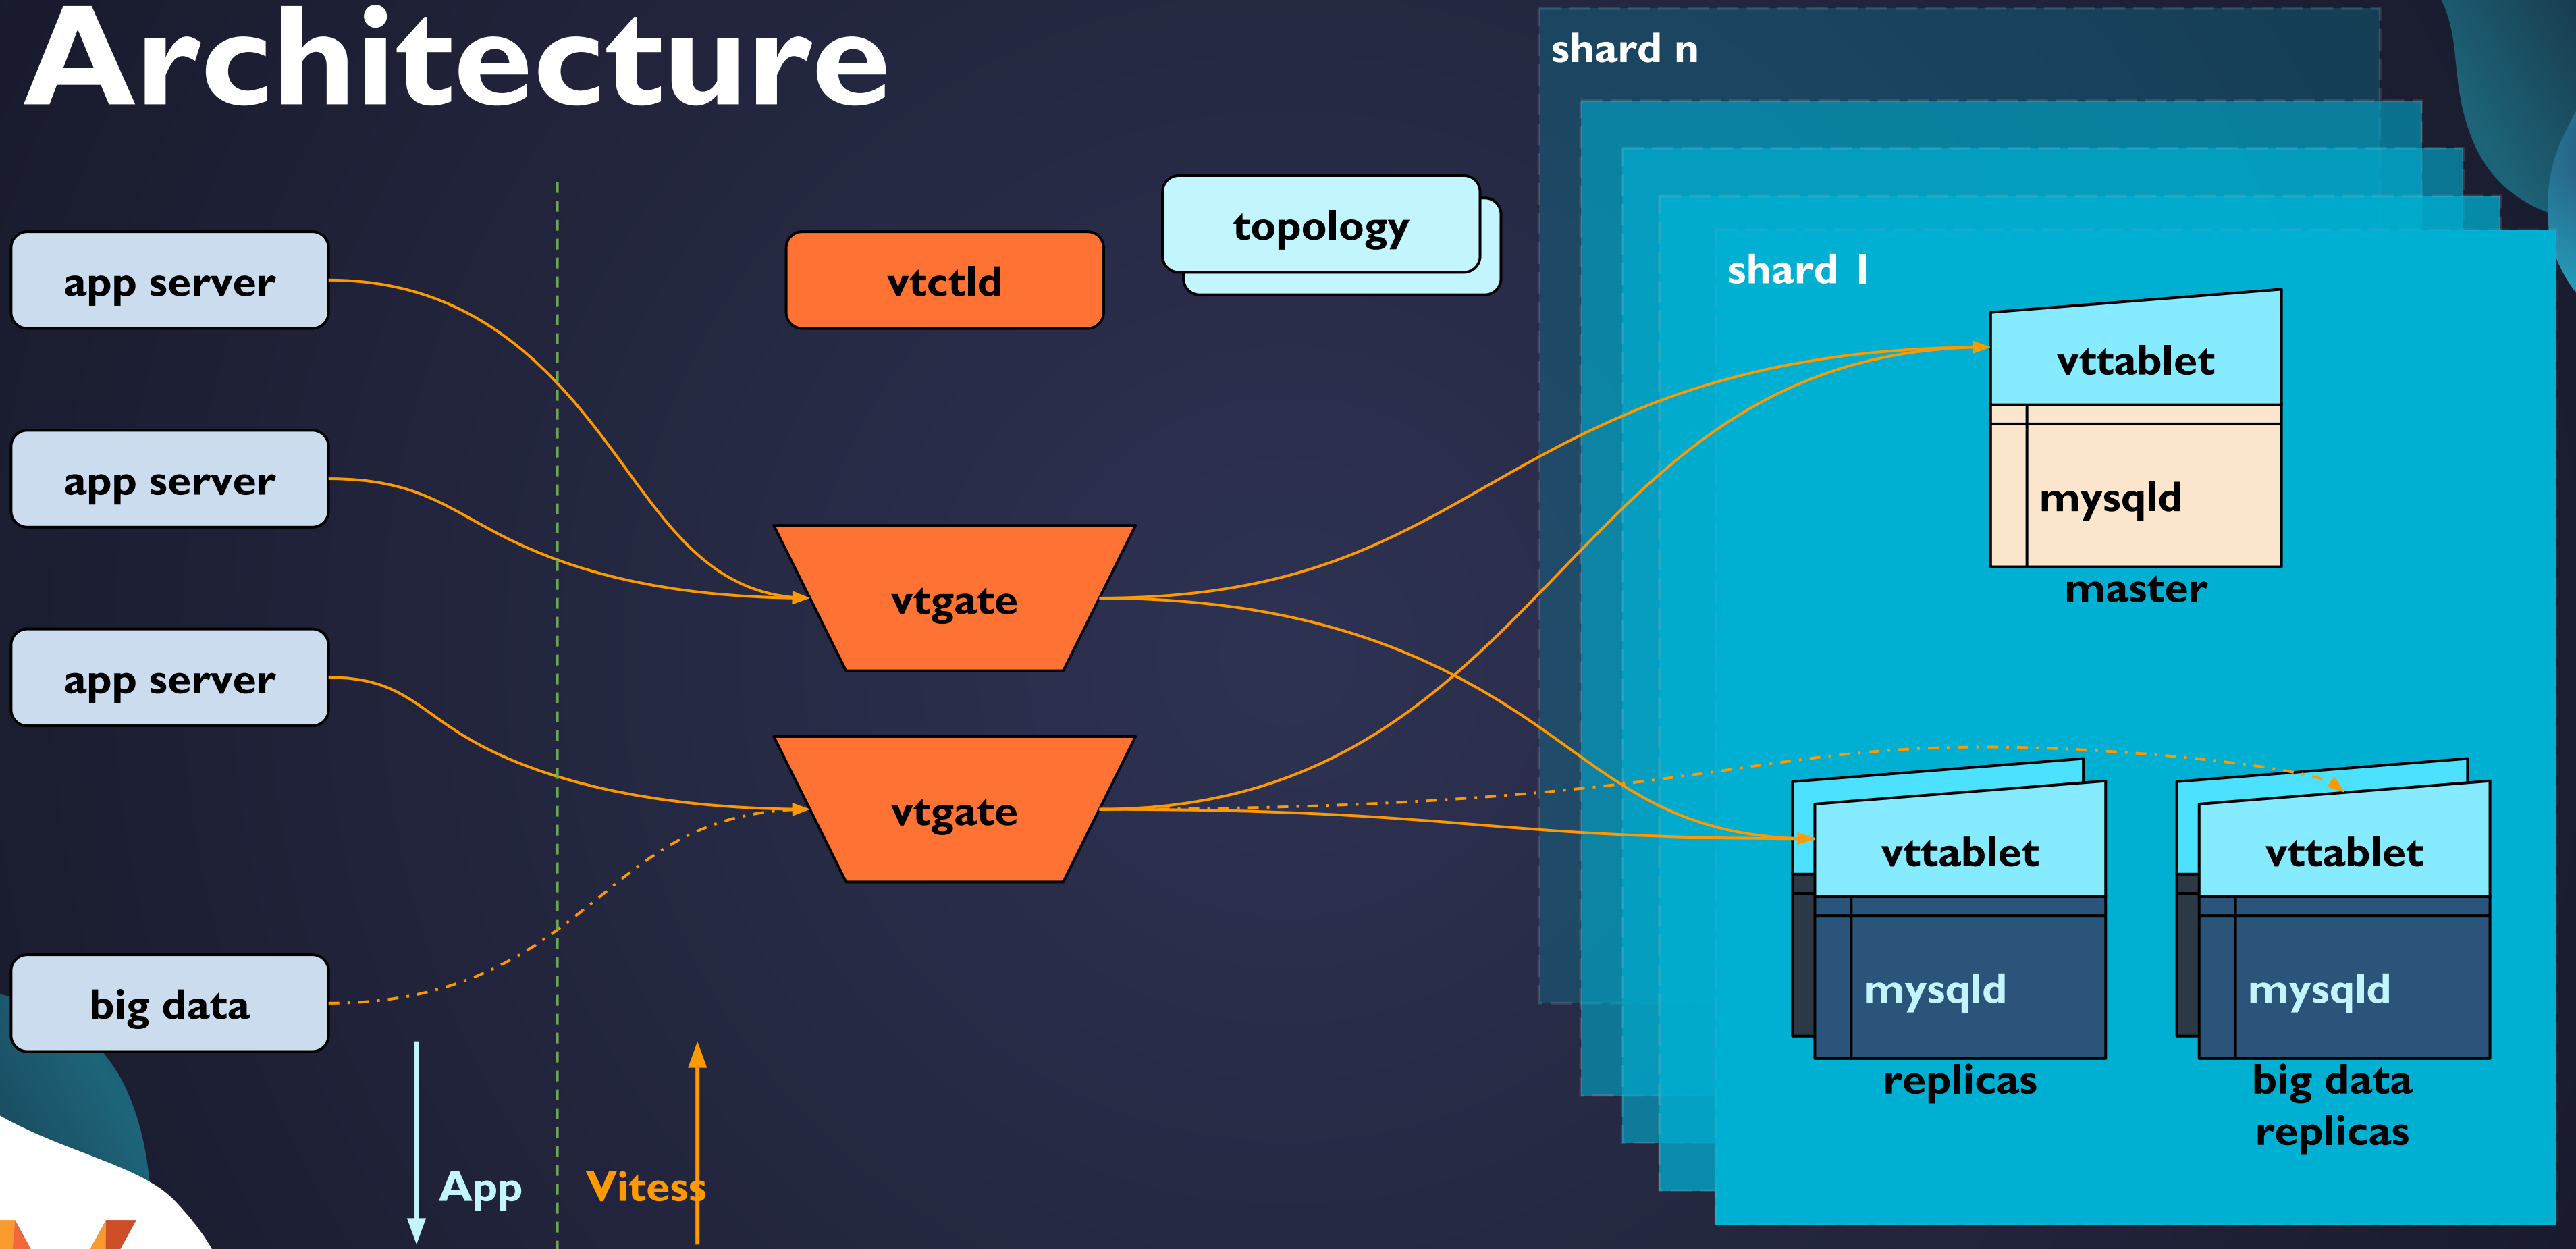 Architecture
shard n
topology
app server
vtctld
shard 1
vttablet
app server
mysqld
master
vtgate
app server
vtgate
vttablet
vttablet
big data
mysqld
mysqld
replicas
big data
replicas
App
Vitess